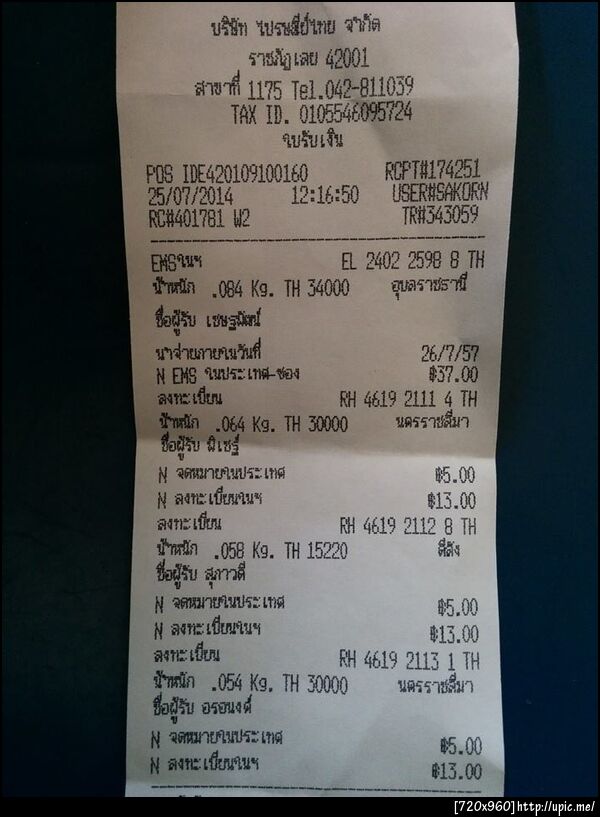 บริษัท ไปรษณีย์ไทย จำกัด
ราชภัฏเลย 42001
สาขาที่ 1175 Tel.042-811039
TAX ID. 0105546095724
ใบรับเงิน
POS IDE420109100160 RCPT#174251
25/07/2014 12:16:50 USER#SAKORN
RC#401781 W2 TR#343059
EMSในฯ EL 2402 2598 8 TH
น้ำหนัก .084 Kg. TH 34000 อุบลราชธานี
ชื่อผู้รับ เชษฐพัฒน์
นำจ่ายภายในวันที่ 26/7/57
N EMS ในประเทศ-ซอง ฿37.00
ลงทะเบียน RH 4619 2111 4 TH
น้ำหนัก .064 Kg. TH 30000 นครราชสีมา
ชื่อผู้รับ พิเชฐ์
N จดหมายในประเทศ ฿5.00
N ลงทะเบียนในฯ ฿13.00
ลงทะเบียน RH 4619 2112 8 TH
น้ำหนัก .058 Kg. TH 15220 ดีลัง
ชื่อผู้รับ สุภาวดี
N จดหมายในประเทศ ฿5.00
N ลงทะเบียนในฯ ฿13.00
ลงทะเบียน RH 4619 2113 1 TH
น้ำหนัก .054 Kg. TH 30000 นครราชสีมา
ชื่อผู้รับ อรอนงค์
N จดหมายในประเทศ ฿5.00
N ลงทะเบียนในฯ ฿13.00
[720x960]http://upic.me/